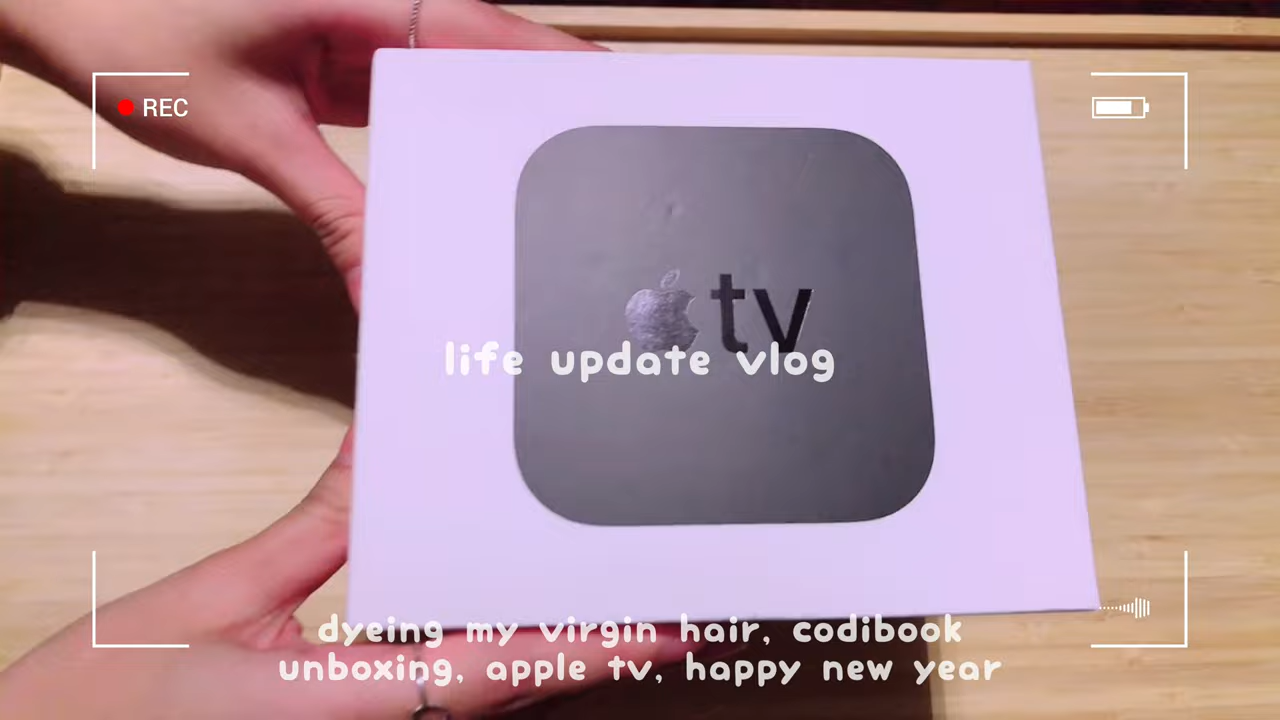 REC
tv
life update vlog
dyeing my virgin hair, codibook
unboxing, apple tv, happy new year